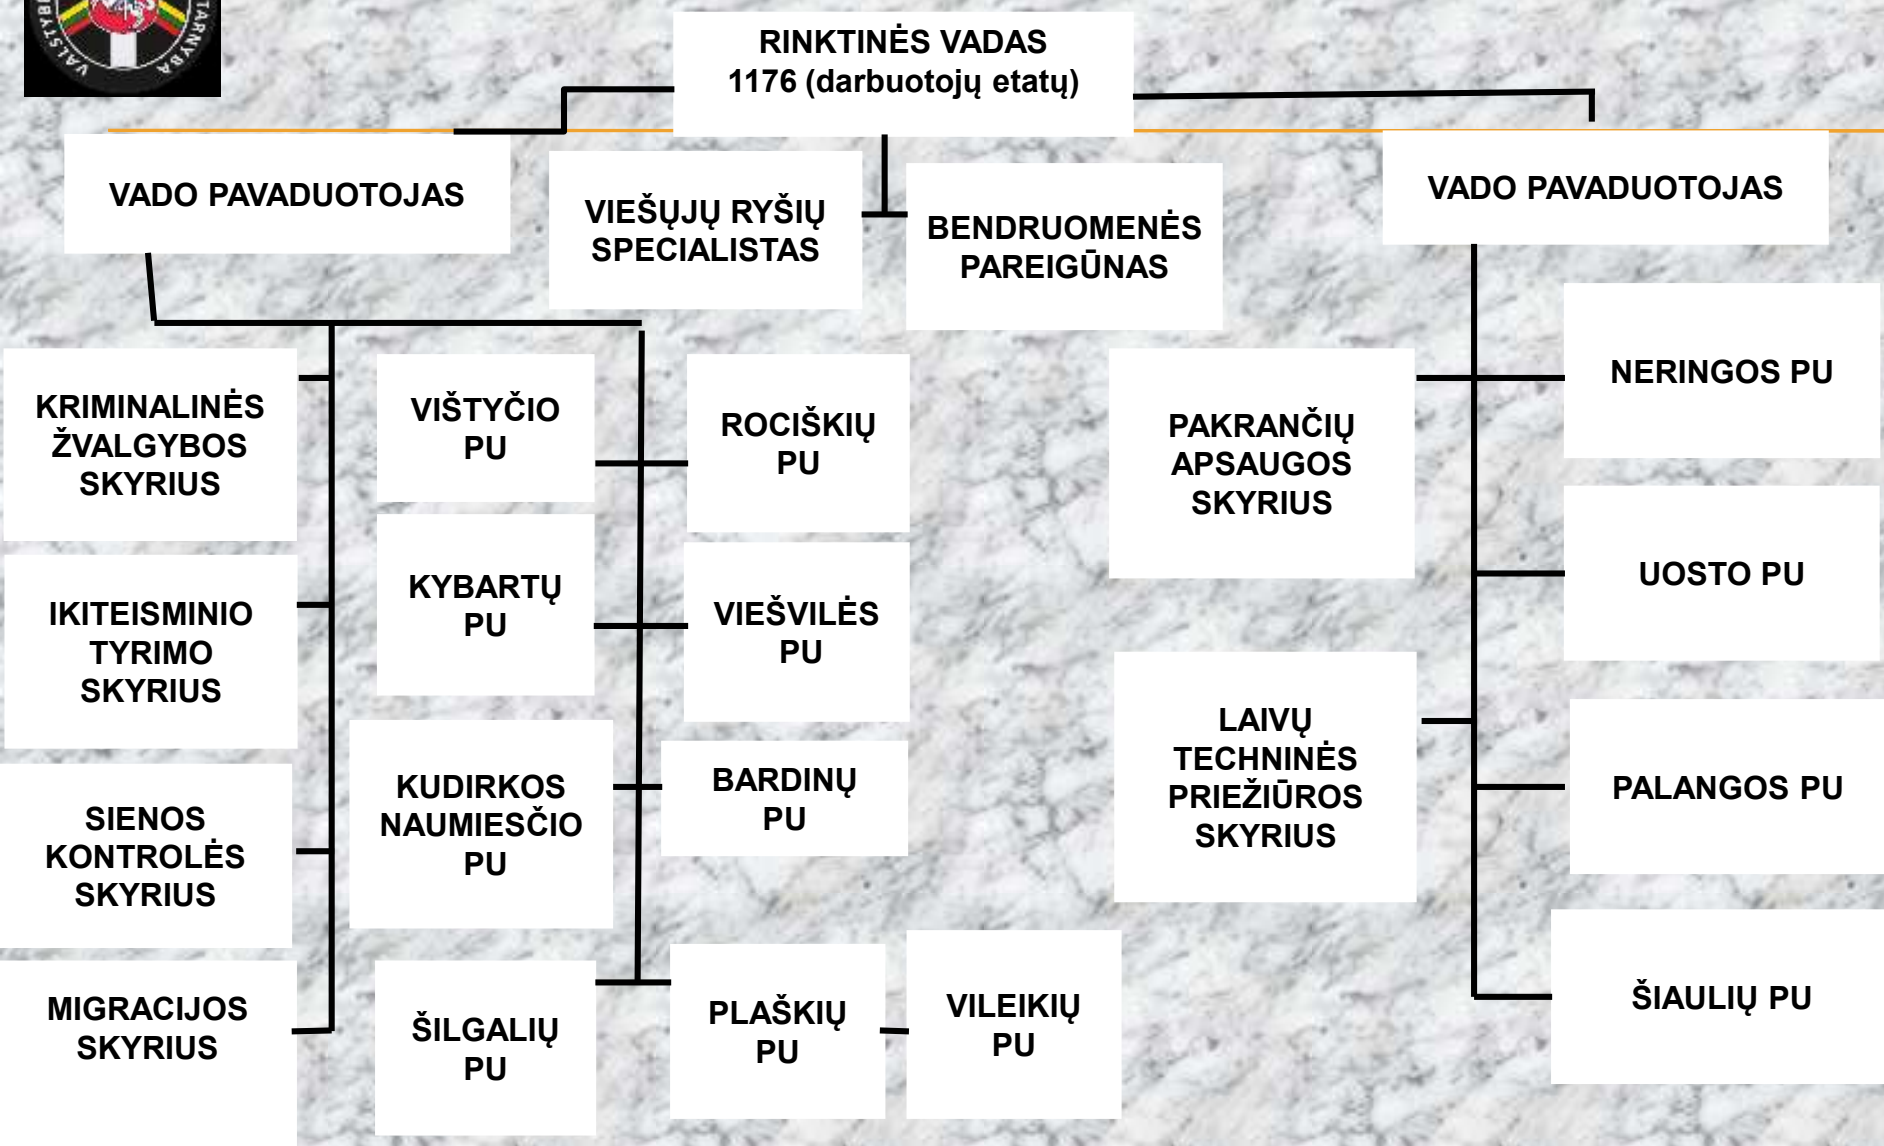 VALSTYBĖ
TARNYBA
RINKTINĖS VADAS
1176 (darbuotojų etatų)
VADO PAVADUOTOJAS
VIEŠŲJŲ RYŠIŲ
SPECIALISTAS
BENDRUOMENĖS
PAREIGŪNAS
VADO PAVADUOTOJAS
KRIMINALINĖS
ŽVALGYBOS
SKYRIUS
IKITEISMINIO
TYRIMO
SKYRIUS
SIENOS
KONTROLĖS
SKYRIUS
MIGRACIJOS
SKYRIUS
VIŠTYČIO
PU
KYBARTŲ
PU
KUDIRKOS
NAUMIESČIO
PU
ŠILGALIŲ
PU
ROCIŠKIŲ
PU
VIEŠVILĖS
PU
BARDINŲ
PU
PLAŠKIŲ
PU
VILEIKIŲ
PU
PAKRANČIŲ
APSAUGOS
SKYRIUS
LAIVŲ
TECHNINĖS
PRIEŽIŪROS
SKYRIUS
NERINGOS PU
UOSTO PU
PALANGOS PU
ŠIAULIŲ PU